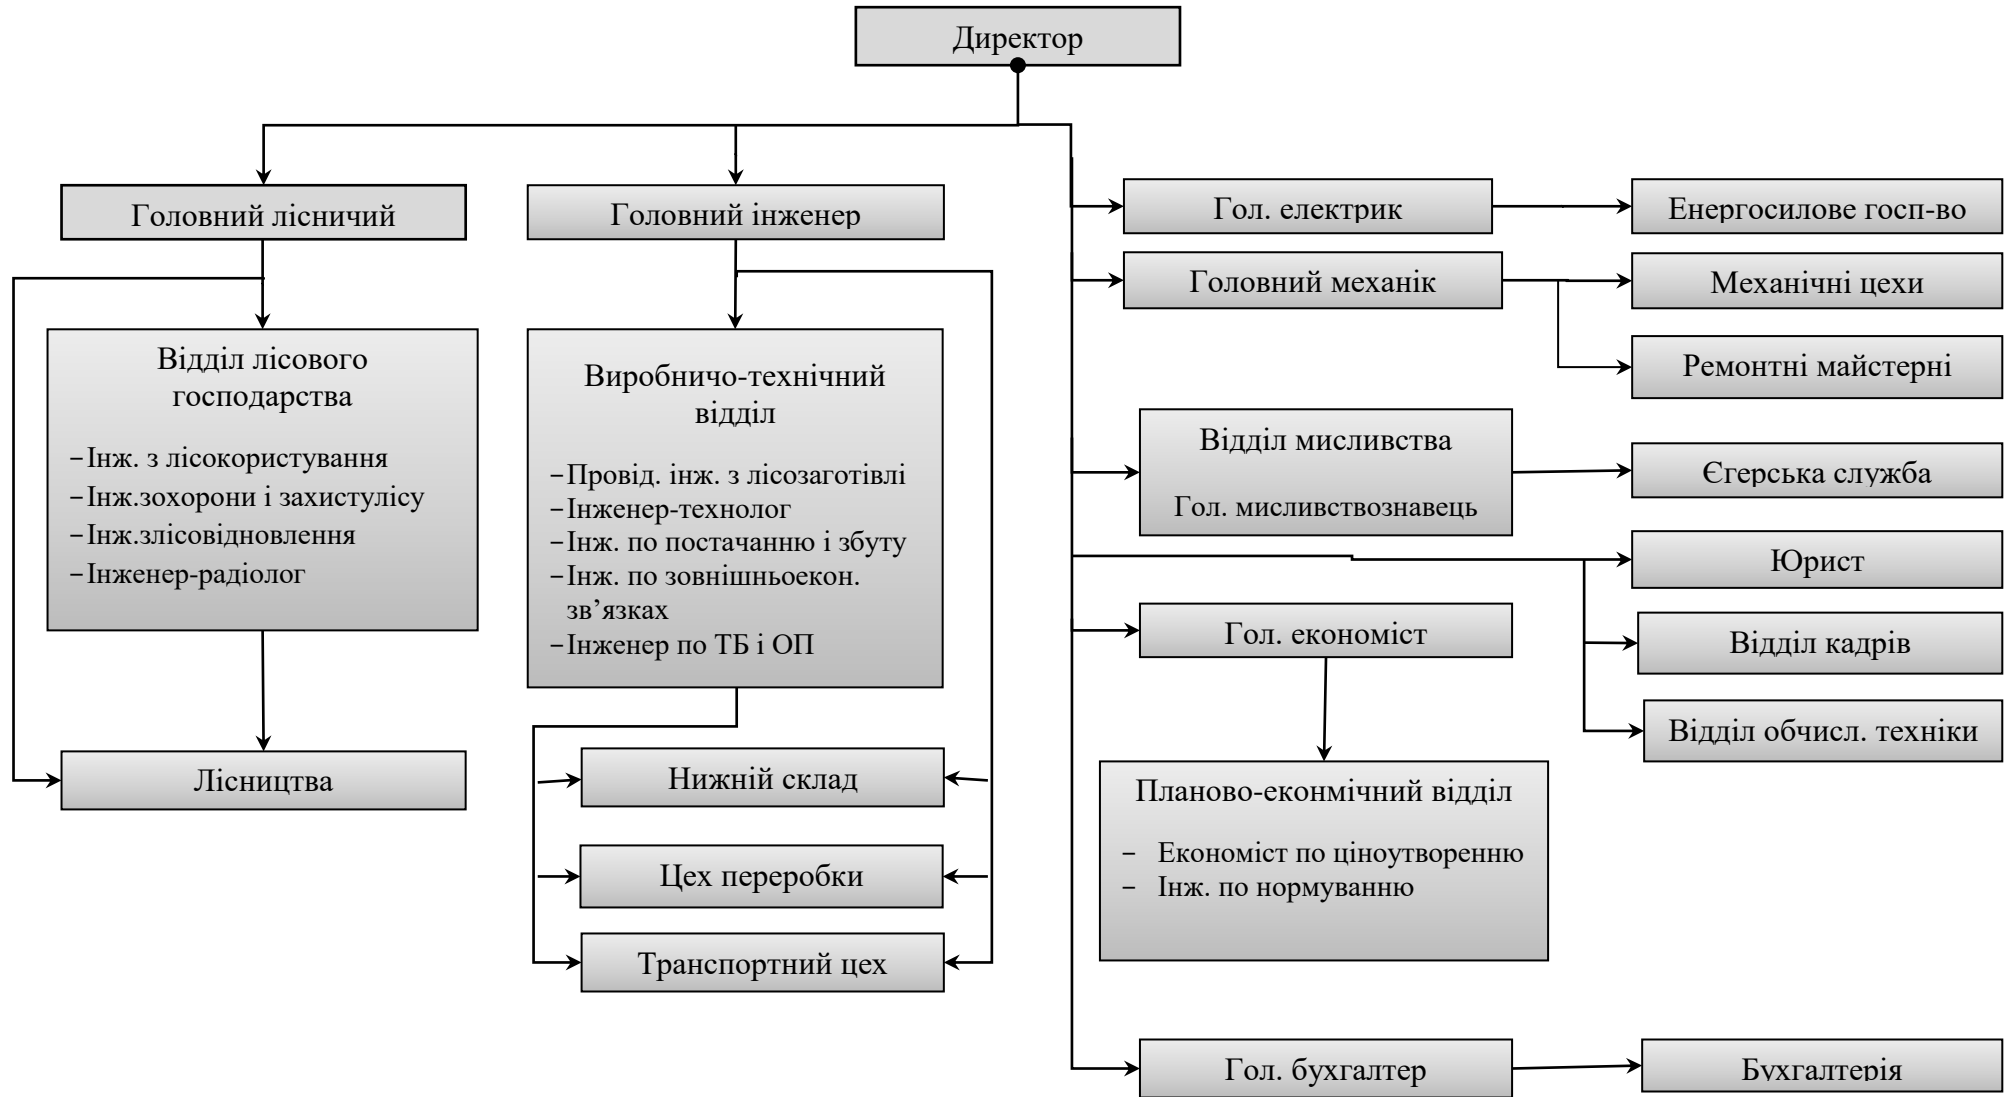 Директор
Головний лісничий
Головний інженер
Гол. електрик
Енергосилове госп-во
Головний механік
Механічні цехи
Ремонтні майстерні
Відділ лісового
господарства
–Інж. з лісокористування
–Інж.зохорони і захистулісу
–Інж.злісовідновлення
–Інженер-радіолог
Виробничо-технічний
відділ
–Провід. інж. з лісозаготівлі
–Інженер-технолог
–Інж. по постачанню і збуту
–Інж. по зовнішньоекон.
зв’язках
–Інженер по ТБ і ОП
Відділ мисливства
Гол. мисливствознавець
Єгерська служба
Юрист
Гол. економіст
Відділ кадрів
Відділ обчисл. техніки
Лісництва
Нижній склад
Цех переробки
Транспортний цех
Планово-еконмічний відділ
– Економіст по ціноутворенню
– Інж. по нормуванню
Гол. бухгалтер
Бухгалтерія